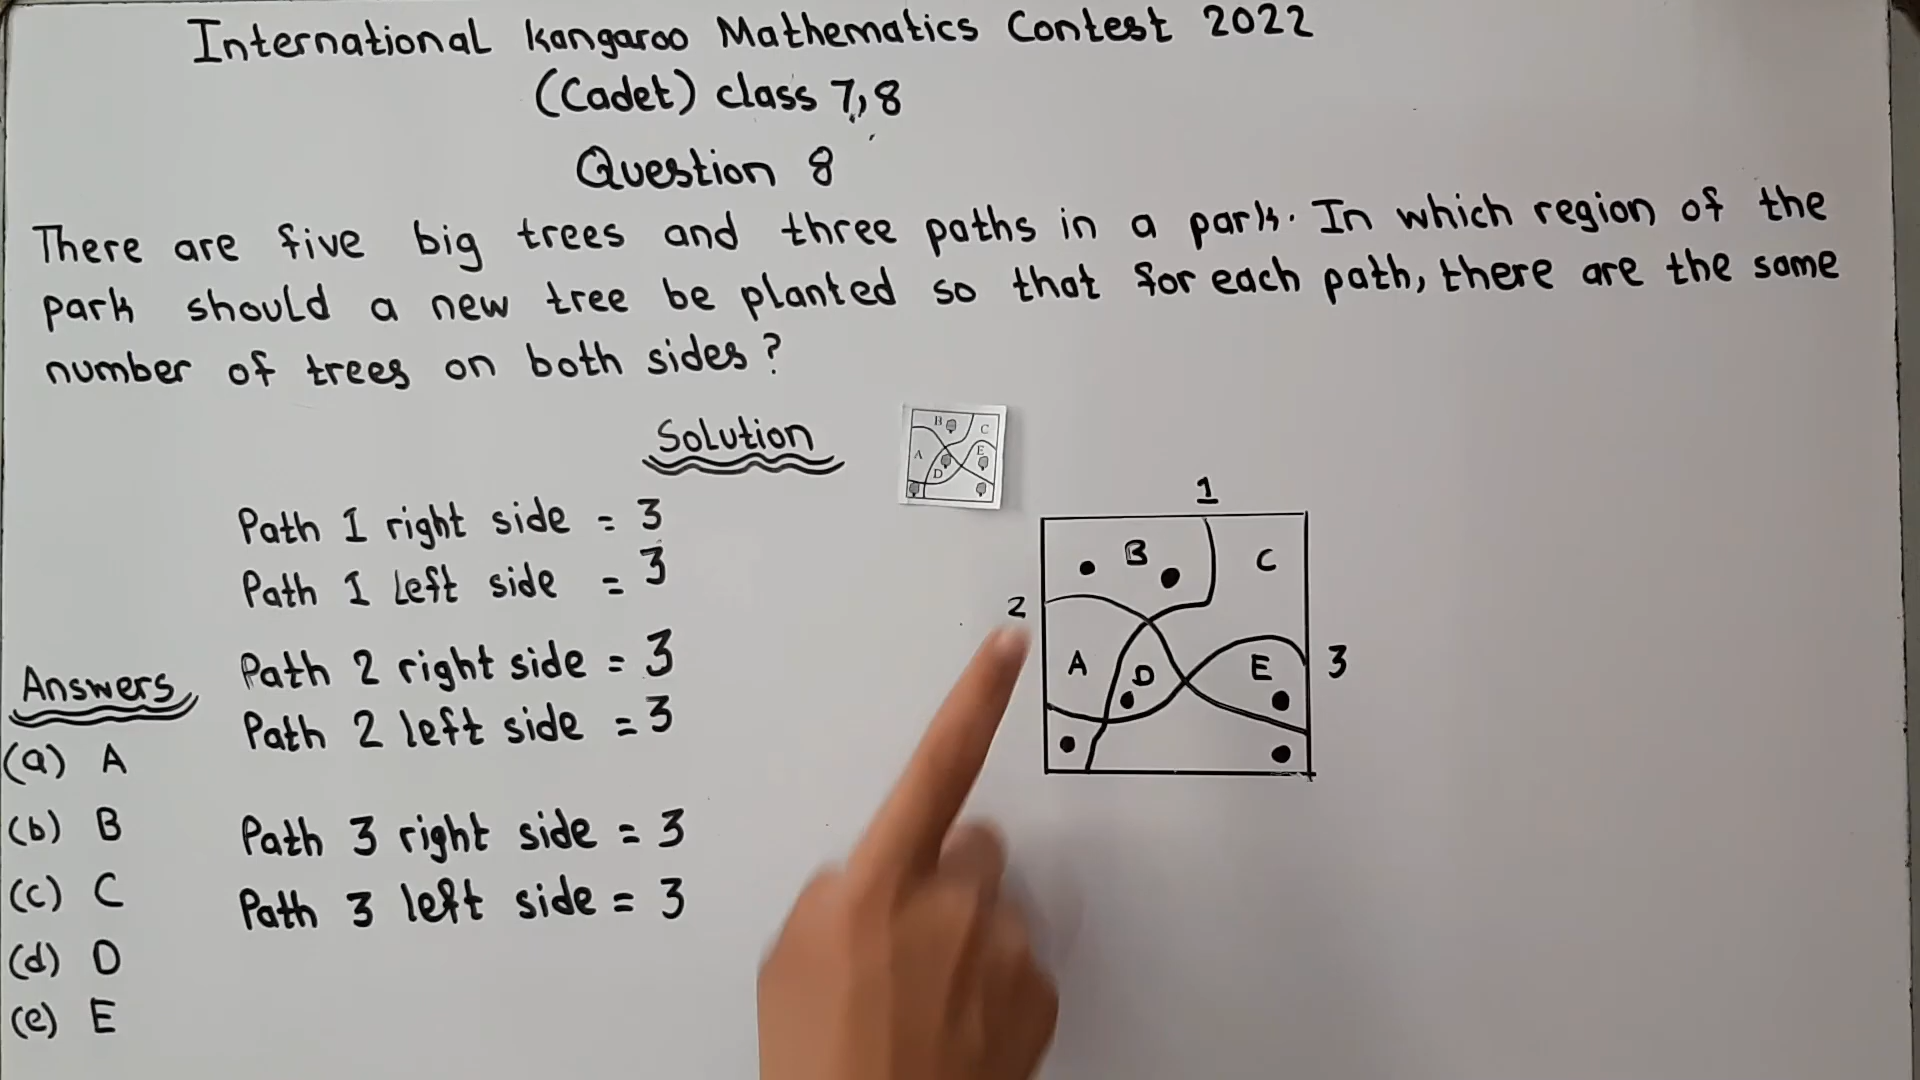 International Kangaroo Mathematics Contest 2022
(Cadet) class 7,8
Question 8
There are five big trees and three paths in a park. In which region of the
park should a new tree be planted so that for each path, there are the same
number of trees on both sides?
Solution
B
C
A
E
D
Path 1 right side = 3
Path 1 left side = 3
Path 2 right side = 3
Path 2 left side = 3
Path 3 right side = 3
Path 3 left side = 3
Answers
(a) A
(b) B
(c) C
(d) D
(e) E
1
B
C
2
A
D
E
3